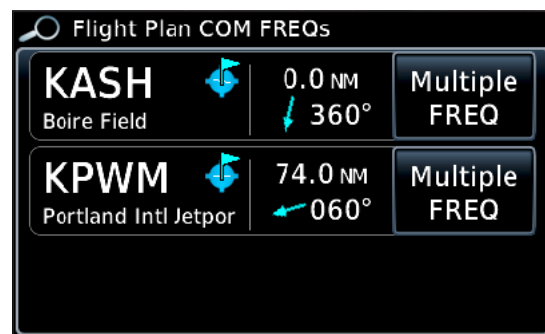 Flight Plan COM FREQs
KASH
Boire Field
0.0 NM
360°
Multiple
FREQ
KPWM
Portland Intl Jetpor
74.0 NM
060°
Multiple
FREQ